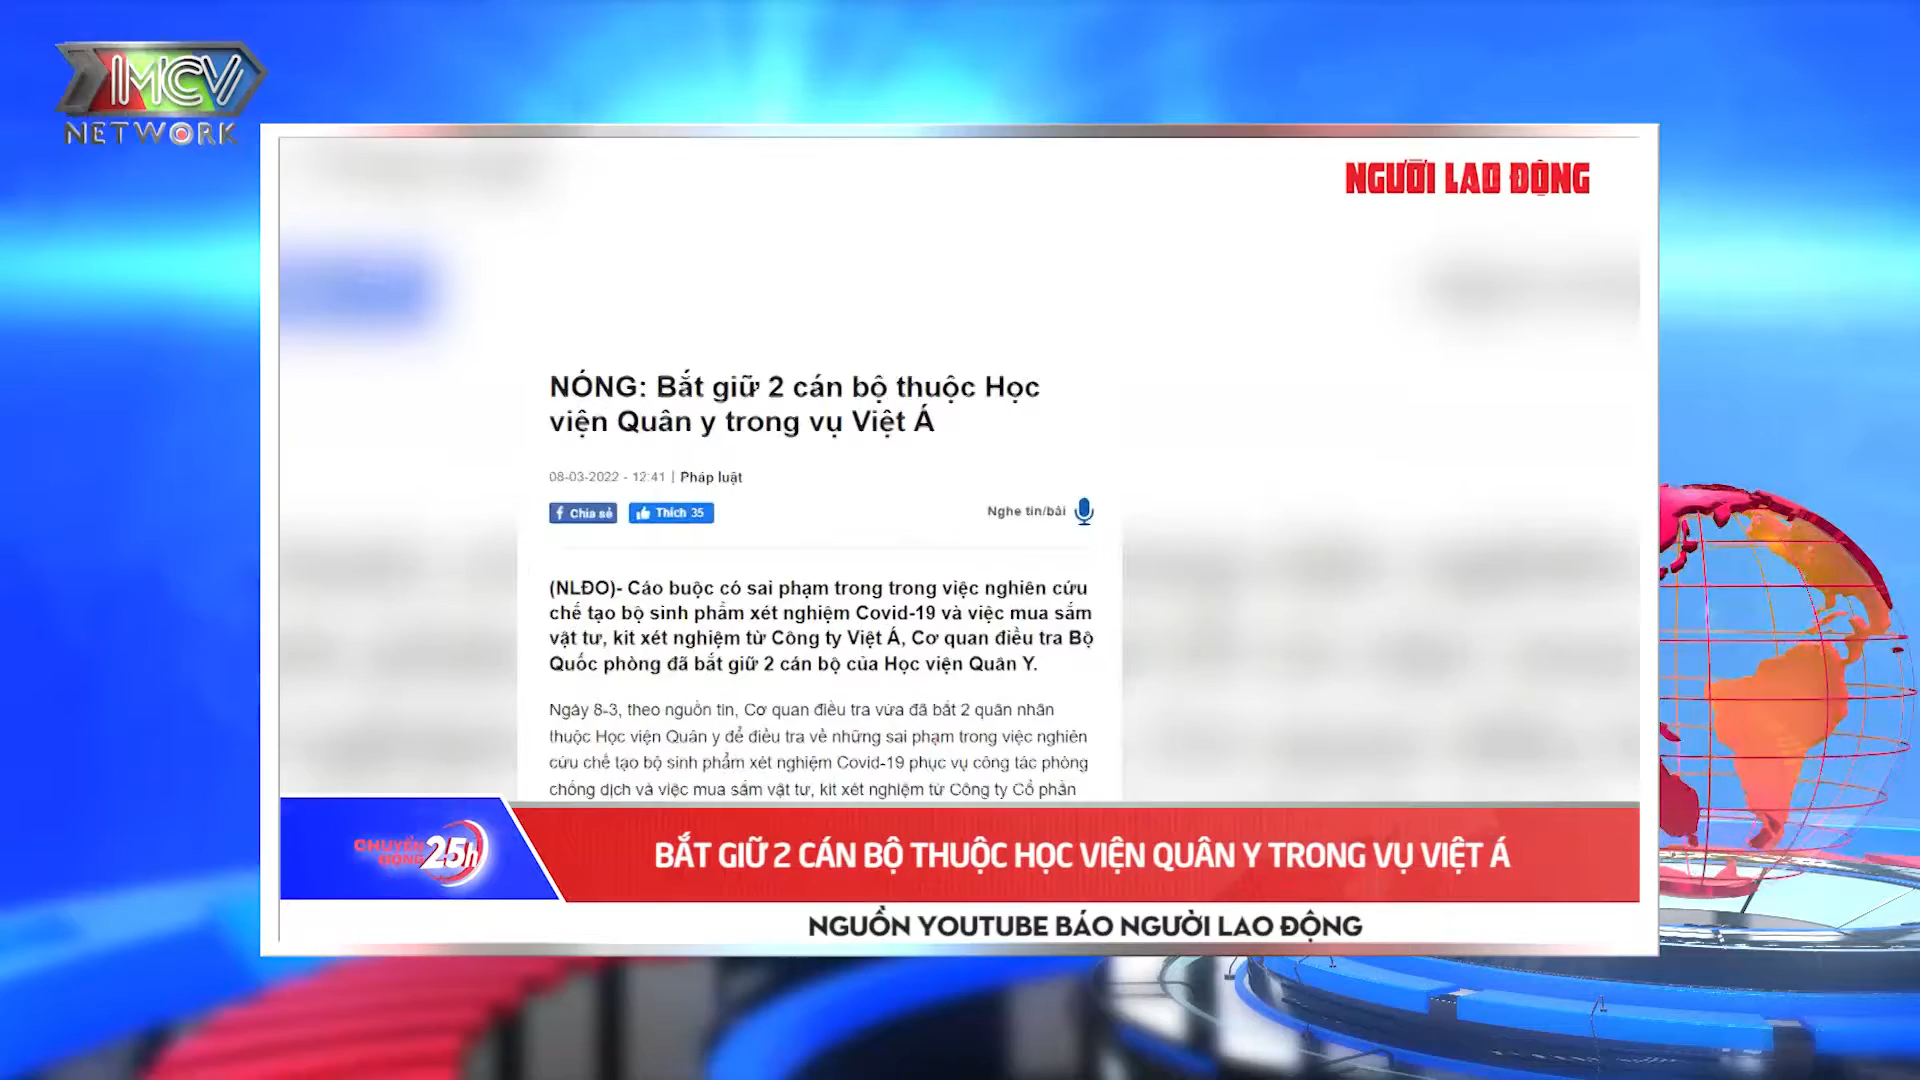 MCV
NETWORK
NGƯỜI LAO ĐỘNG
NÓNG: Bắt giữ 2 cán bộ thuộc Học
viện Quân y trong vụ Việt Á
08-03-2022 - 12:41 | Pháp luật
Chia sẻ Thích 35
Nghe tin/bài
(NLĐO)- Cáo buộc có sai phạm trong trong việc nghiên cứu
chế tạo bộ sinh phẩm xét nghiệm Covid-19 và việc mua sắm
vật tư, kit xét nghiệm từ Công ty Việt Á, Cơ quan điều tra Bộ
Quốc phòng đã bắt giữ 2 cán bộ của Học viện Quân Y.
Ngày 8-3, theo nguồn tin, Cơ quan điều tra vừa đã bắt 2 quân nhân
thuộc Học viện Quân y để điều tra về những sai phạm trong việc nghiên
cứu chế tạo bộ sinh phẩm xét nghiệm Covid-19 phục vụ công tác phòng
chống dịch và việc mua sắm vật tư, kit xét nghiệm từ Công ty Cổ phần
CHUYỂN
ĐỘNG 25h
BẮT GIỮ 2 CÁN BỘ THUỘC HỌC VIỆN QUÂN Y TRONG VỤ VIỆT Á
NGUỒN YOUTUBE BÁO NGƯỜI LAO ĐỘNG